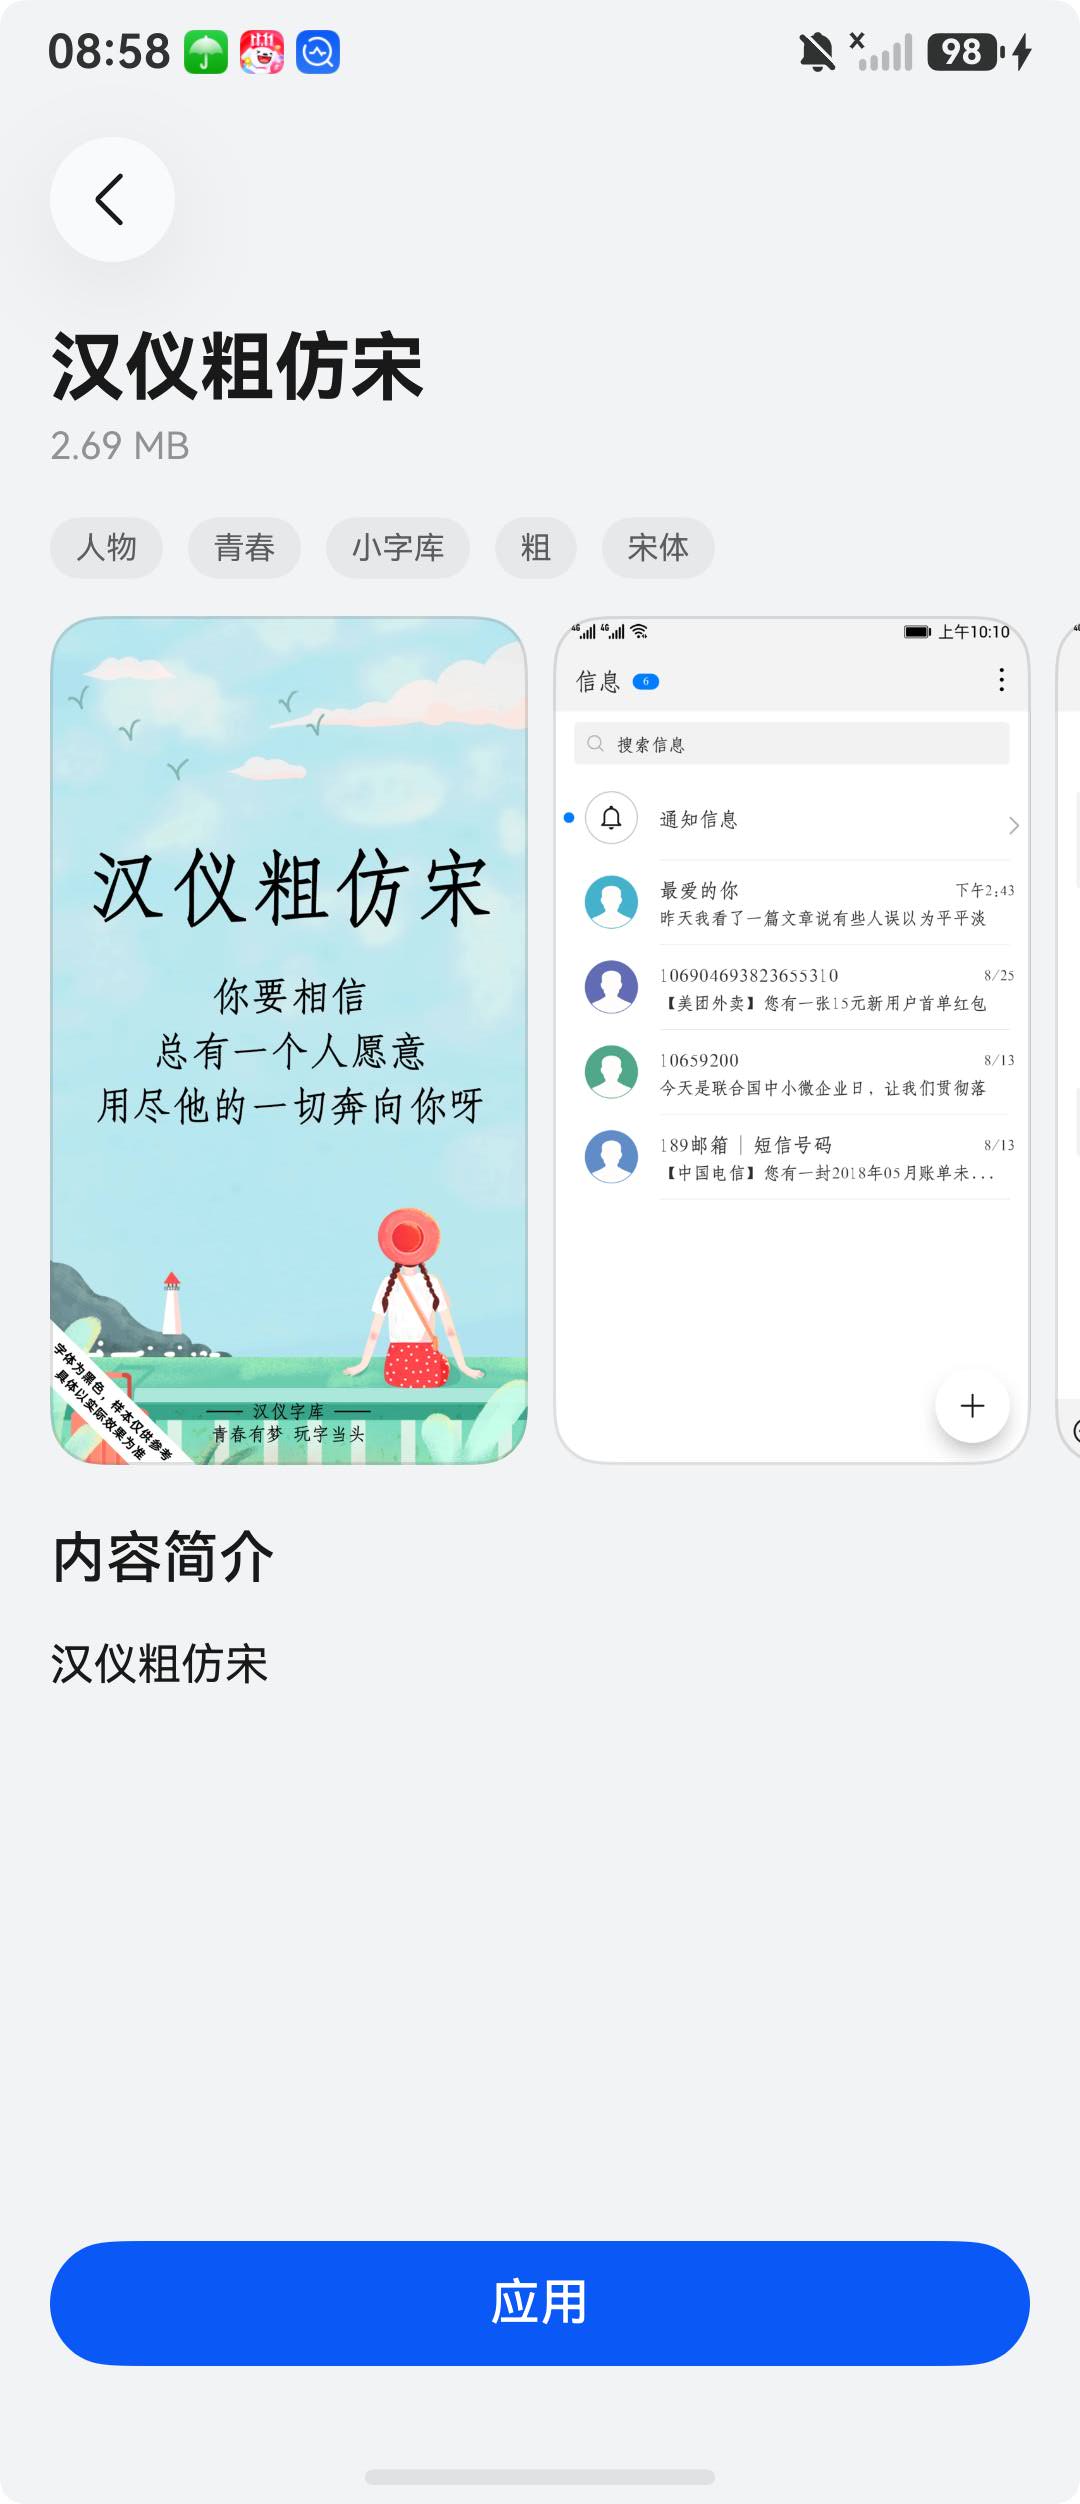 08:58
98
汉仪粗仿宋
2.69 MB
人物 青春 小字库 粗 宋体
汉仪粗仿宋
你要相信
总有一个人愿意
用尽他的一切奔向你呀
字体为黑色，样本仅供参考
具体以实际效果为准
汉仪字库
青春有梦 玩字当头
4G 4G 上午10:10
信息 6
搜索信息
通知信息
最爱的你 下午2:43
昨天我看了一篇文章说有些人误以为平平淡
106904693823655310 8/25
【美团外卖】您有一张15元新用户首单红包
10659200 8/13
今天是联合国中小微企业日，让我们贯彻落
189邮箱｜短信号码 8/13
【中国电信】您有一封2018年05月账单未...
内容简介
汉仪粗仿宋
应用